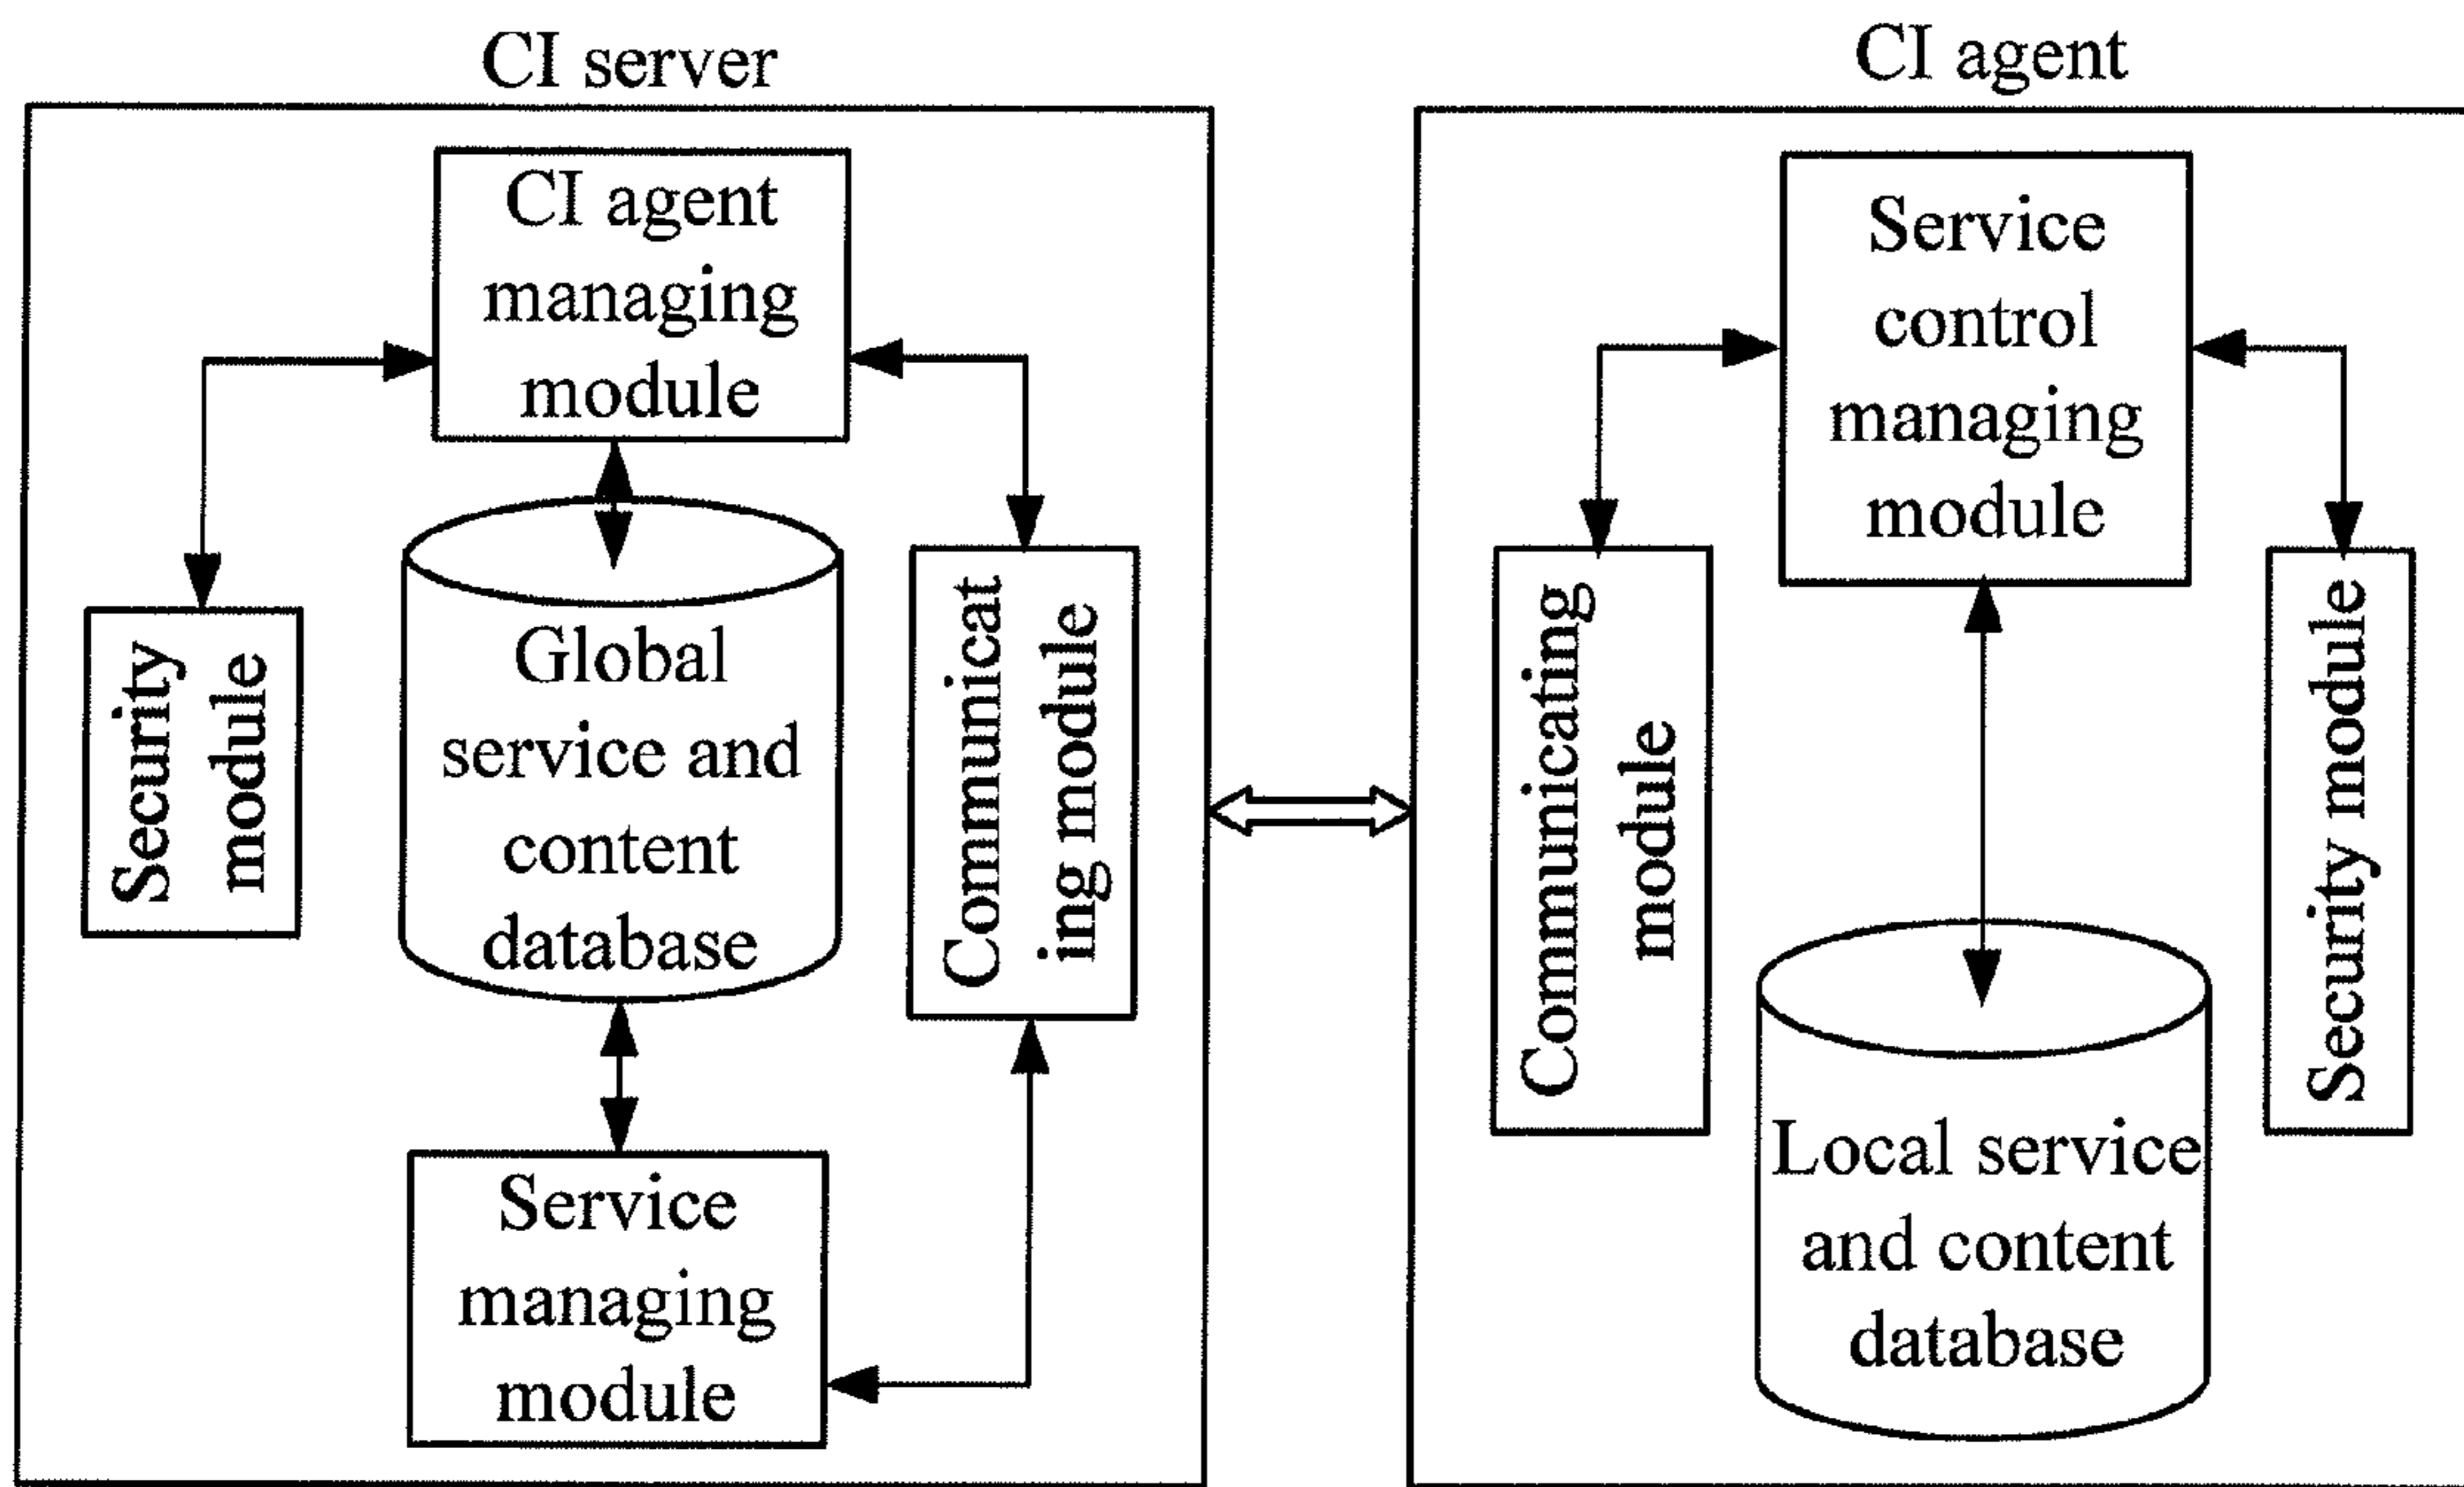 CI server
CI agent
managing
module
Security
module
Global
service and
content
database
Communicat
ing module
Service
managing
module
CI agent
Service
control
managing
module
Communicating
module
Security module
Local service
and content
database